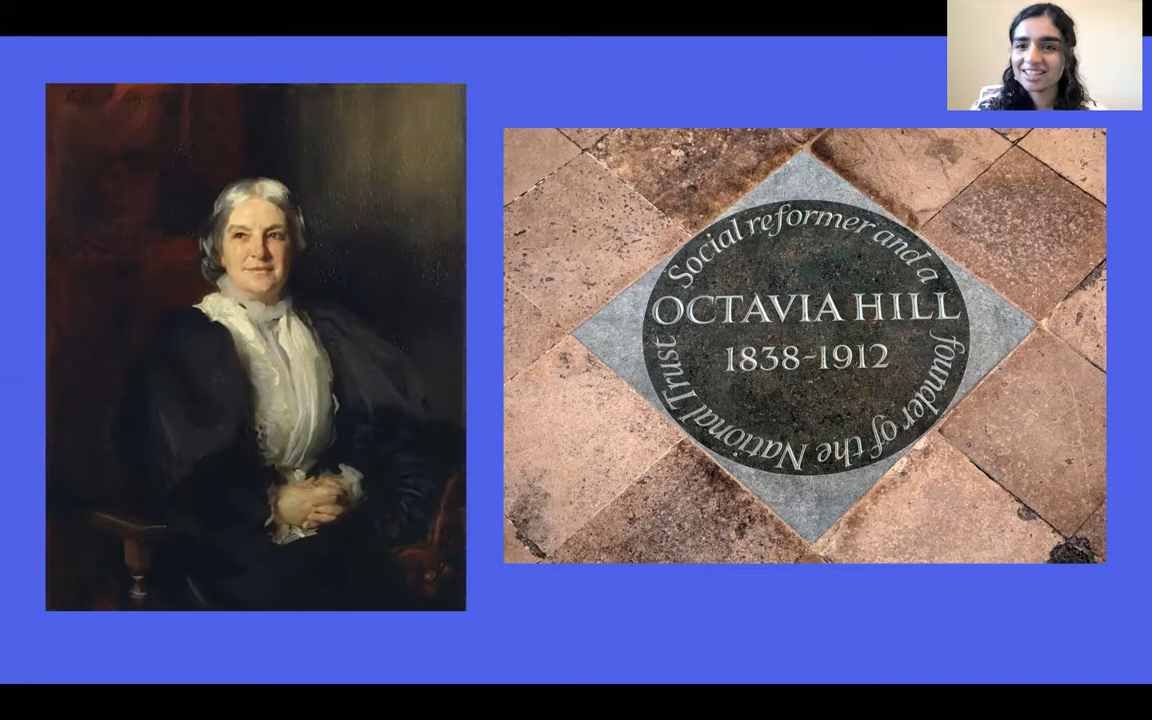 Social reformer and a
OCTAVIA HILL
1838-1912
founder of the National Trust